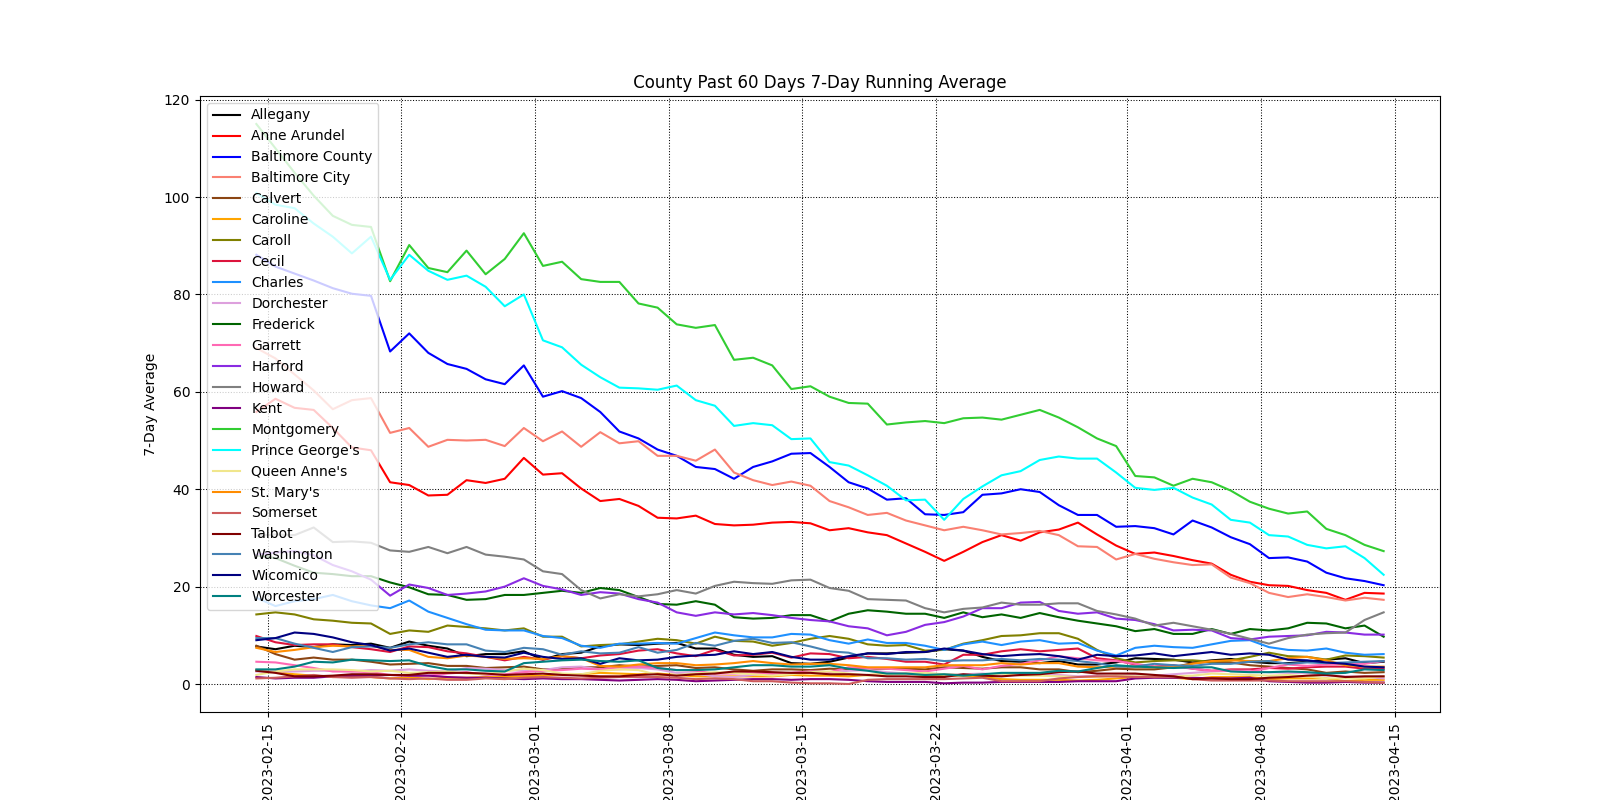 County Past 60 Days 7-Day Running Average
7-Day Average
120
100
80
60
40
20
0
Allegany
Anne Arundel
Baltimore County
Baltimore City
Calvert
Caroline
Caroll
Cecil
Charles
Dorchester
Frederick
Garrett
Harford
Howard
Kent
Montgomery
Prince George's
Queen Anne's
St. Mary's
Somerset
Talbot
Washington
Wicomico
Worcester
2023-02-15
2023-02-22
2023-03-01
2023-03-08
2023-03-15
2023-03-22
2023-04-01
2023-04-08
2023-04-15